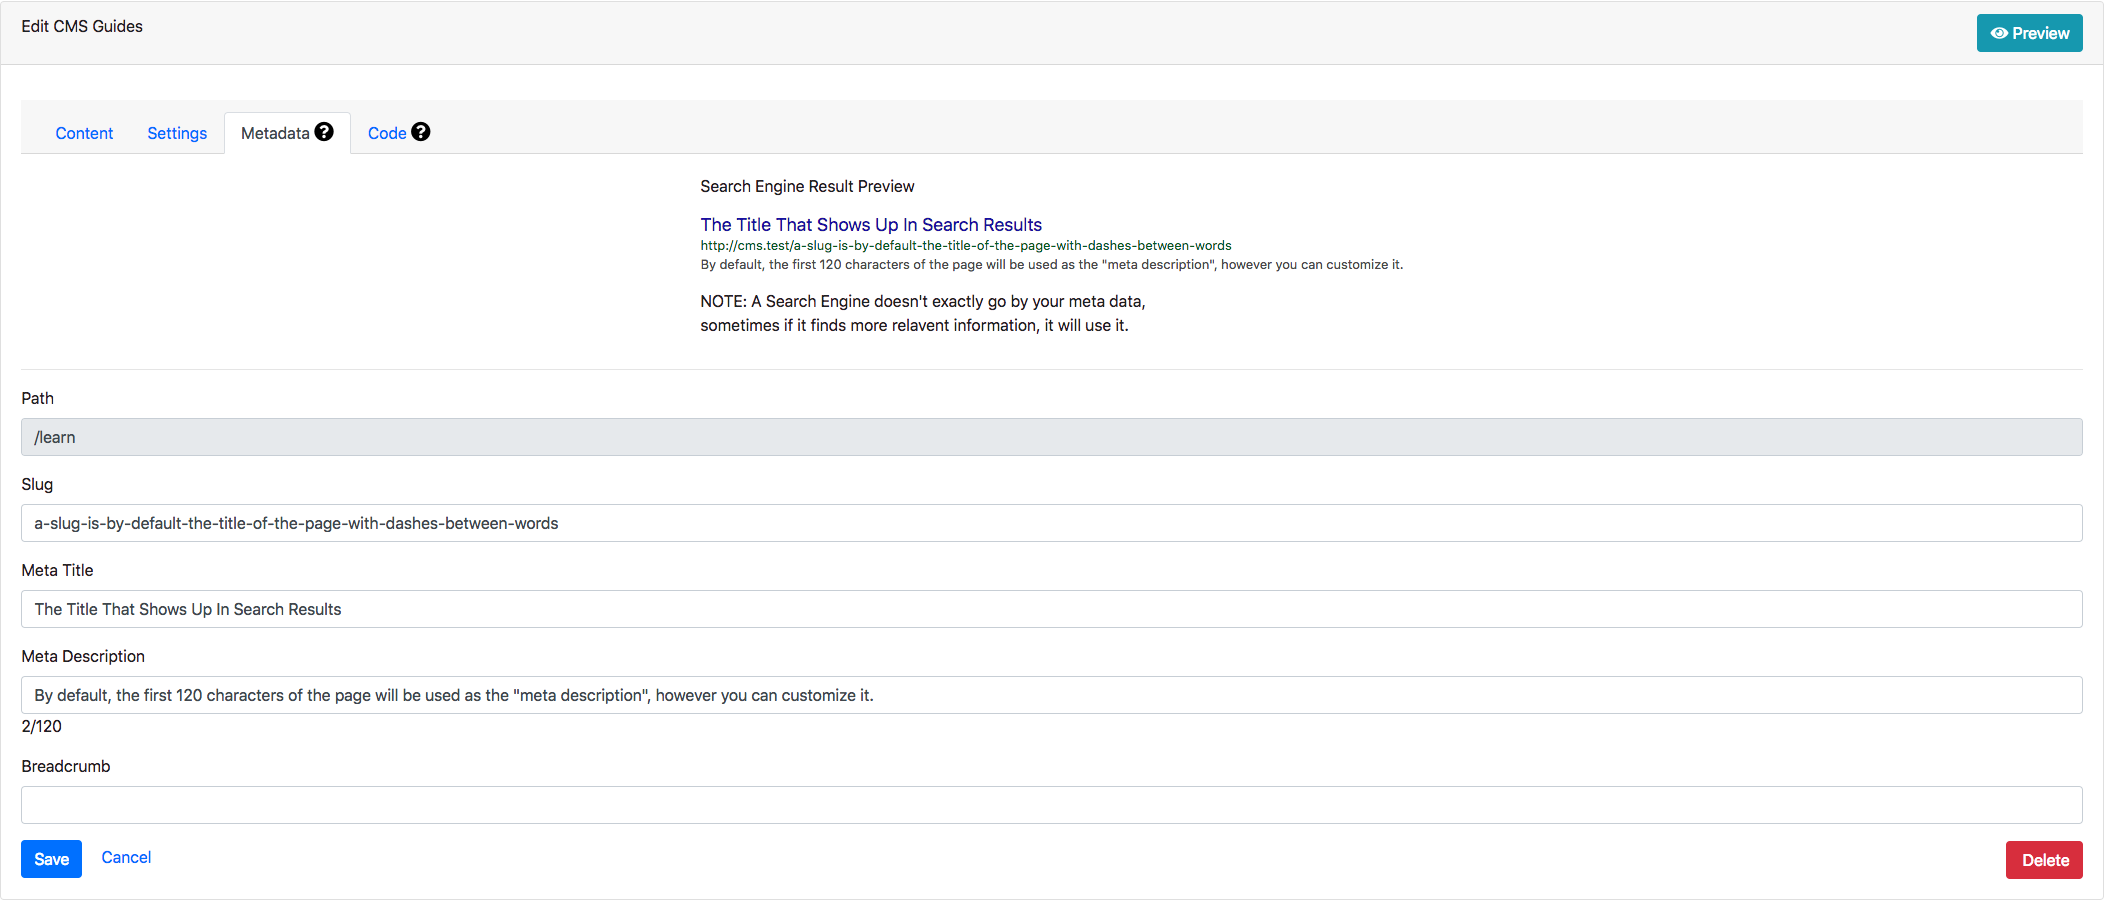 Edit CMS Guides
Preview
Content Settings Metadata ? Code ?
Search Engine Result Preview
The Title That Shows Up In Search Results
http://cms.test/a-slug-is-by-default-the-title-of-the-page-with-dashes-between-words
By default, the first 120 characters of the page will be used as the "meta description", however you can customize it.
NOTE: A Search Engine doesn't exactly go by your meta data,
sometimes if it finds more relavent information, it will use it.
Path
/learn
Slug
a-slug-is-by-default-the-title-of-the-page-with-dashes-between-words
Meta Title
The Title That Shows Up In Search Results
Meta Description
By default, the first 120 characters of the page will be used as the "meta description", however you can customize it.
2/120
Breadcrumb
Save Cancel
Delete